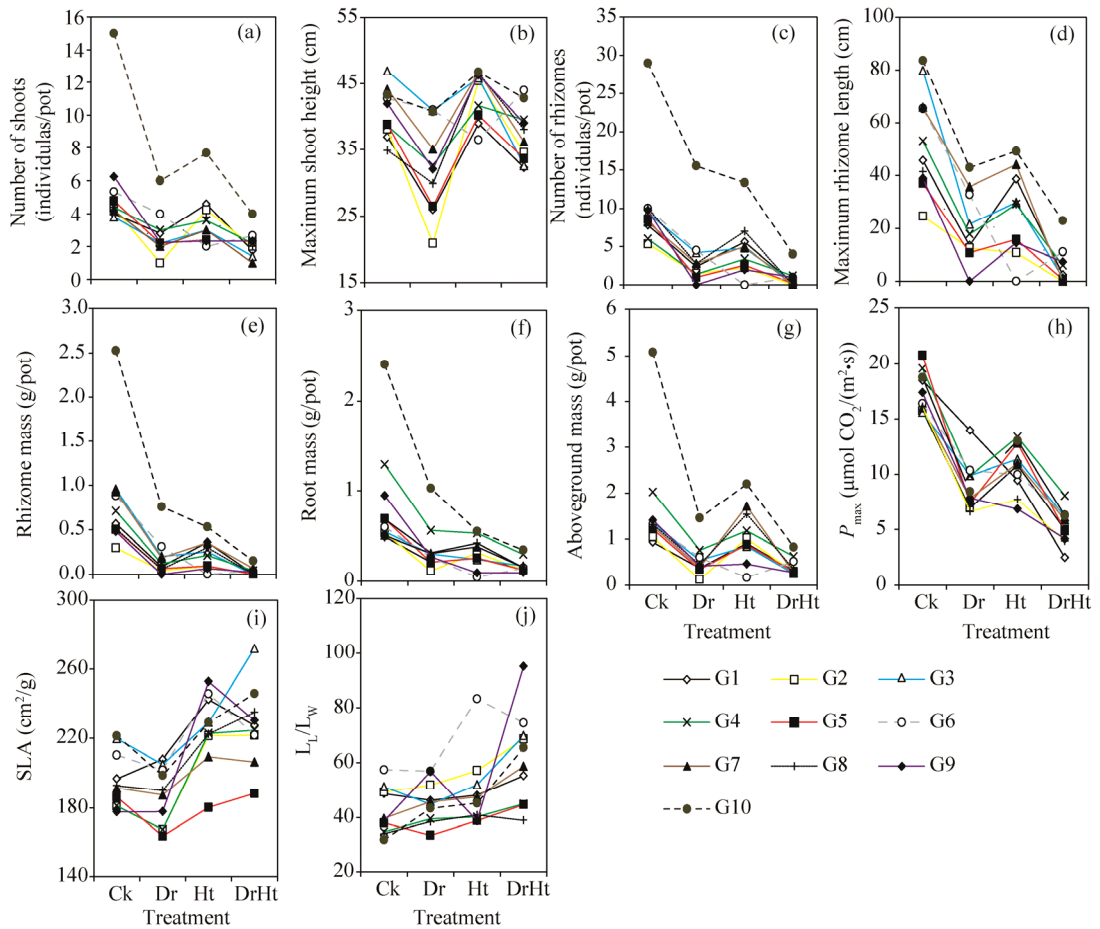 (a)
Number of shoots
(individulas/pot)
16
14
12
10
8
6
4
2
0
(b)
Maximum shoot height (cm)
55
45
35
25
15
(c)
Number of rhizomes
(ndividulas/pot)
35
30
25
20
15
10
5
0
(d)
Maximum rhizome length (cm)
100
80
60
40
20
0
(e)
Rhizome mass (g/pot)
3.0
2.5
2.0
1.5
1.0
0.5
0.0
(f)
Root mass (g/pot)
3
2
1
0
(g)
Aboveground mass (g/pot)
6
5
4
3
2
1
0
Ck Dr Ht DrHt
Treatment
(h)
Pmax (μmol CO2/(m2•s))
25
20
15
10
5
0
Ck Dr Ht DrHt
Treatment
(i)
SLA (cm2/g)
300
260
220
180
140
Ck Dr Ht DrHt
Treatment
(j)
LL/LW
120
100
80
60
40
20
Ck Dr Ht DrHt
Treatment
G1 G2 G3
G4 G5 G6
G7 G8 G9
G10